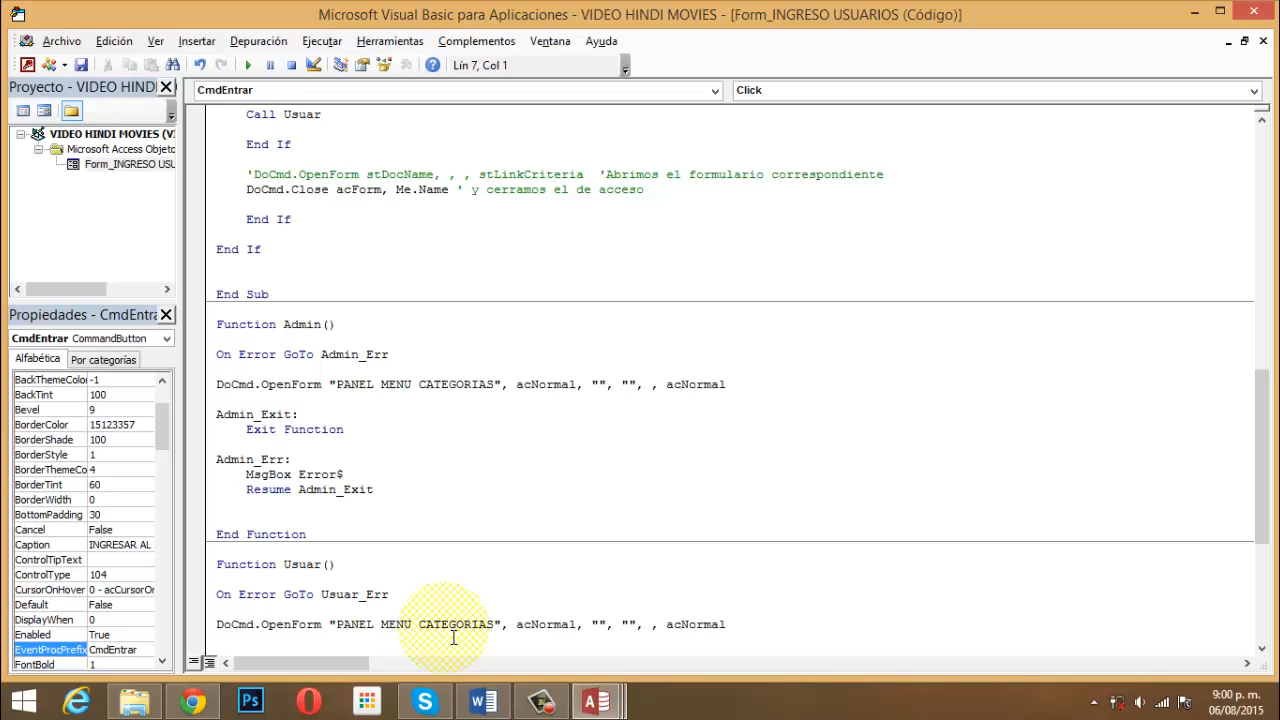 Microsoft Visual Basic para Aplicaciones - VIDEO HINDI MOVIES - [Form_INGRESO USUARIOS (Código)]
Archivo Edición Ver Insertar Depuración Ejecutar Herramientas Complementos Ventana Ayuda
Lín 7, Col 1
Proyecto - VIDEO HINDI
VIDEO HINDI MOVIES (VI
Microsoft Access Objeto
Form_INGRESO USU
Propiedades - CmdEntra
CmdEntrar CommandButton
Alfabética Por categorías
BackThemeColor -1
BackTint 100
Bevel 9
BorderColor 15123357
BorderShade 100
BorderStyle 1
BorderThemeCo 4
BorderTint 60
BorderWidth 0
BottomPadding 30
Cancel False
Caption INGRESAR AL
ControlTipText
ControlType 104
CursorOnHover 0 - acCursorOn
Default False
DisplayWhen 0
Enabled True
EventProcPrefix CmdEntrar
FontBold 1
CmdEntrar Click
Call Usuar
End If
'DoCmd.OpenForm stDocName, , , stLinkCriteria 'Abrimos el formulario correspondiente
DoCmd.Close acForm, Me.Name ' y cerramos el de acceso
End If
End If
End Sub
Function Admin()
On Error GoTo Admin_Err
DoCmd.OpenForm "PANEL MENU CATEGORIAS", acNormal, "", "", , acNormal
Admin_Exit:
Exit Function
Admin_Err:
MsgBox Error$
Resume Admin_Exit
End Function
Function Usuar()
On Error GoTo Usuar_Err
DoCmd.OpenForm "PANEL MENU CATEGORIAS", acNormal, "", "", , acNormal
9:00 p. m.
06/08/2015